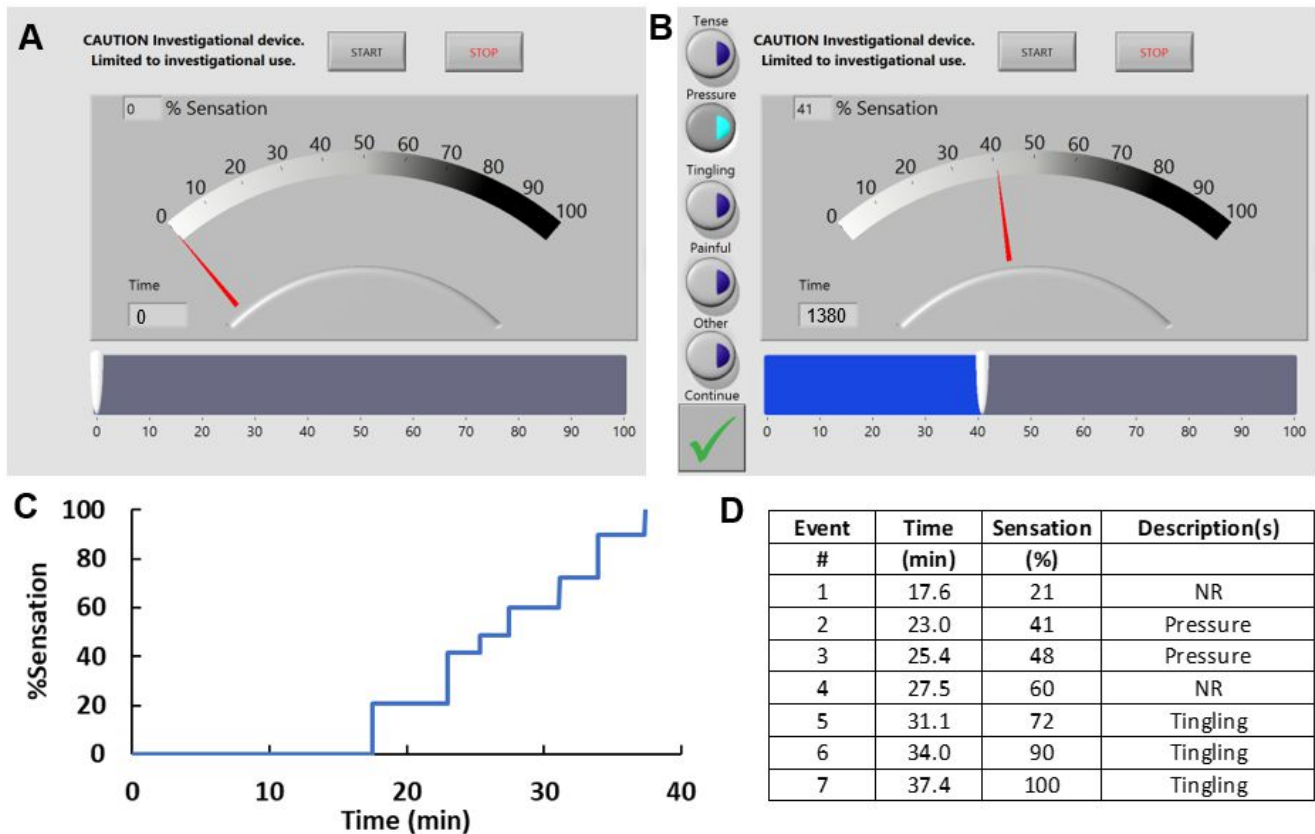 A
CAUTION Investigational device.
Limited to investigational use.
START
STOP
0 % Sensation
0 10 20 30 40 50 60 70 80 90 100
Time
0
0 10 20 30 40 50 60 70 80 90 100
B
Tense
Pressure
Tingling
Painful
Other
Continue
CAUTION Investigational device.
Limited to investigational use.
START
STOP
41 % Sensation
0 10 20 30 40 50 60 70 80 90 100
Time
1380
0 10 20 30 40 50 60 70 80 90 100
C
%Sensation
100
80
60
40
20
0
0 10 20 30 40
Time (min)
D
Event Time Sensation Description(s)
# (min) (%)
1 17.6 21 NR
2 23.0 41 Pressure
3 25.4 48 Pressure
4 27.5 60 NR
5 31.1 72 Tingling
6 34.0 90 Tingling
7 37.4 100 Tingling